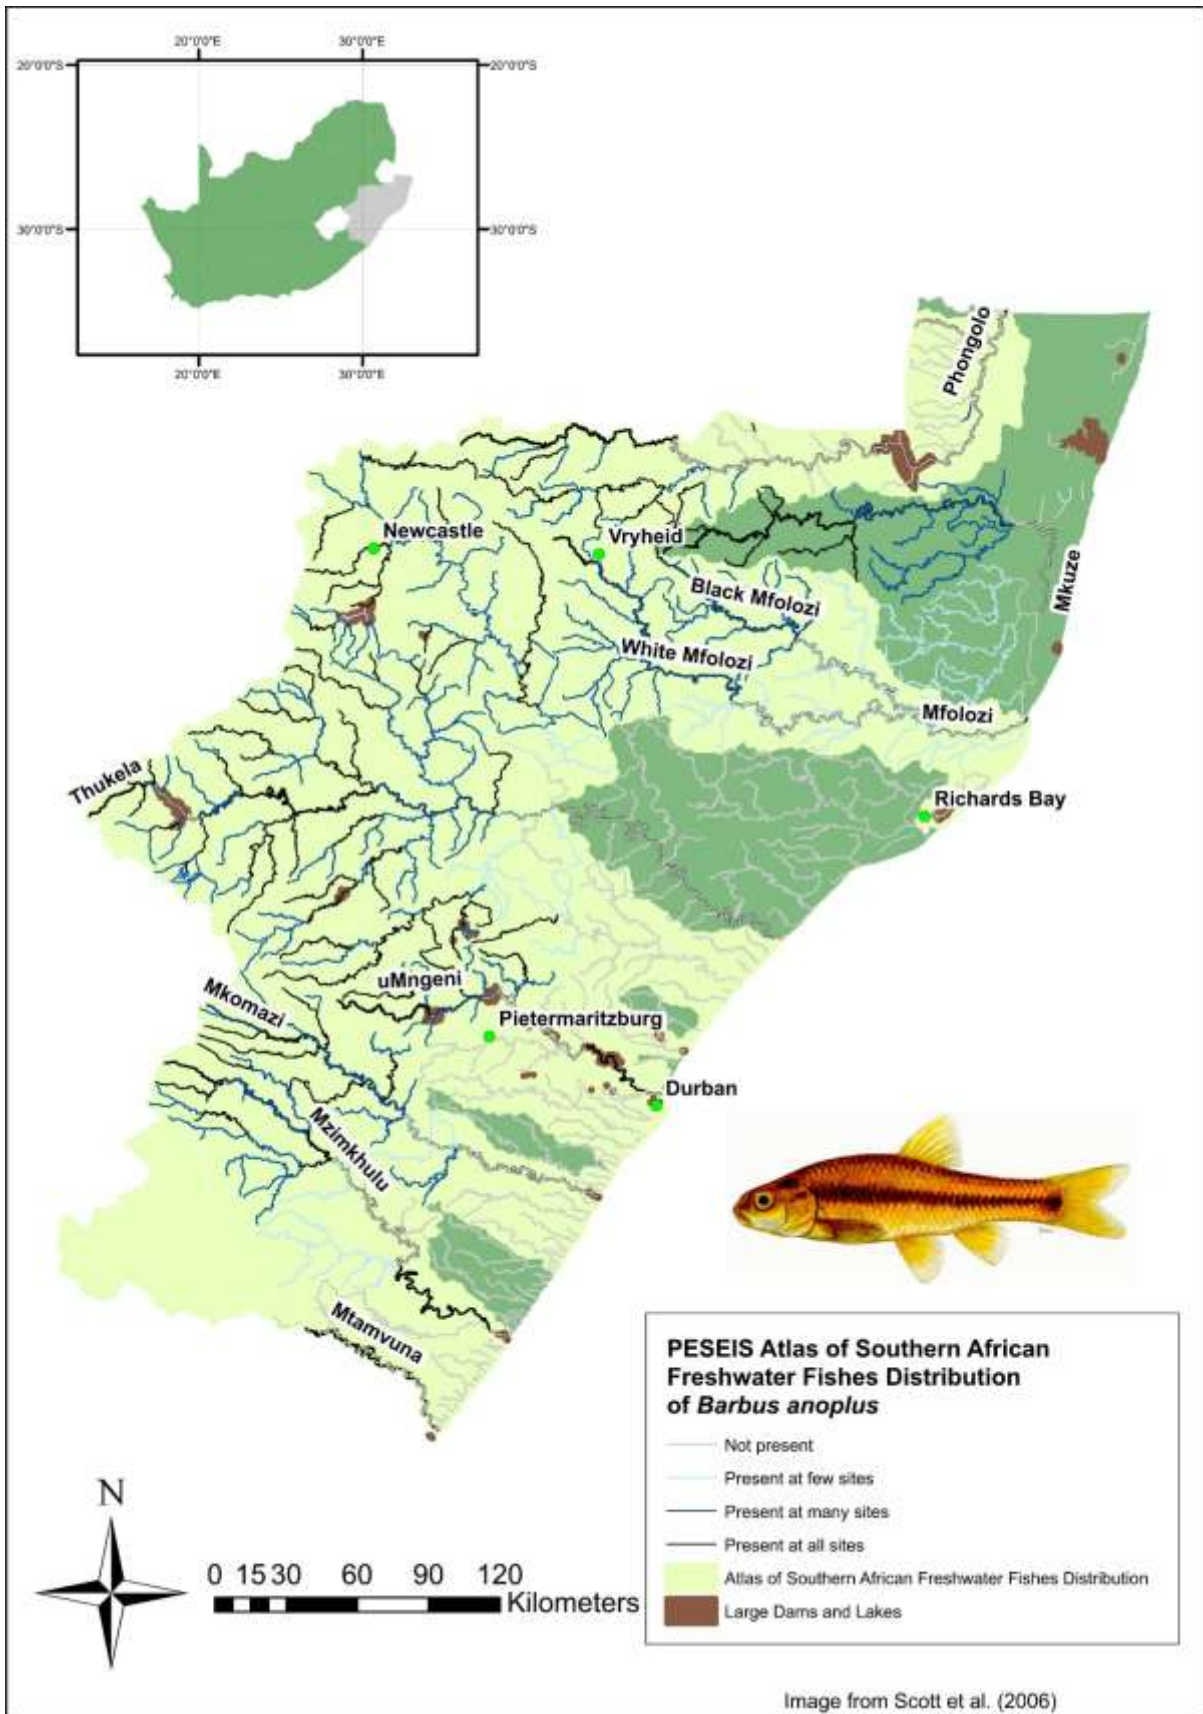 20°0'0"E 30°0'0"E
20°0'0"S 20°0'0"S
30°0'0"S 30°0'0"S
20°0'0"E 30°0'0"E
Phongolo
Newcastle
Vryheid
Black Mfolozi
Mkuze
White Mfolozi
Mfolozi
Thukela
Richards Bay
uMngeni
Mkomazi
Pietermaritzburg
Durban
Mzimkhulu
Mtamvuna
PESEIS Atlas of Southern African
Freshwater Fishes Distribution
of Barbus anoplus
Not present
Present at few sites
Present at many sites
Present at all sites
Atlas of Southern African Freshwater Fishes Distribution
Large Dams and Lakes
N
0 15 30 60 90 120
Kilometers
Image from Scott et al. (2006)